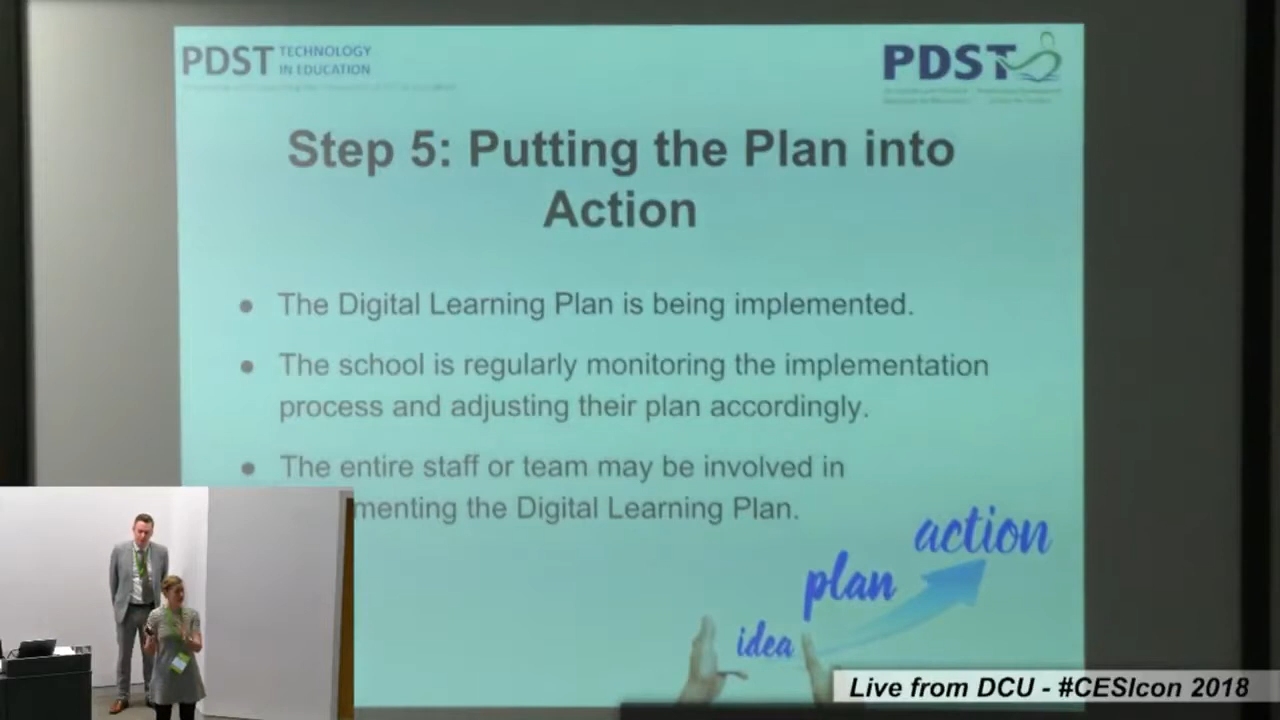 PDST TECHNOLOGY
IN EDUCATION
PDST
Step 5: Putting the Plan into
Action
● The Digital Learning Plan is being implemented.
● The school is regularly monitoring the implementation
process and adjusting their plan accordingly.
● The entire staff or team may be involved in
menting the Digital Learning Plan.
action
plan
idea
Live from DCU - #CESIcon 2018